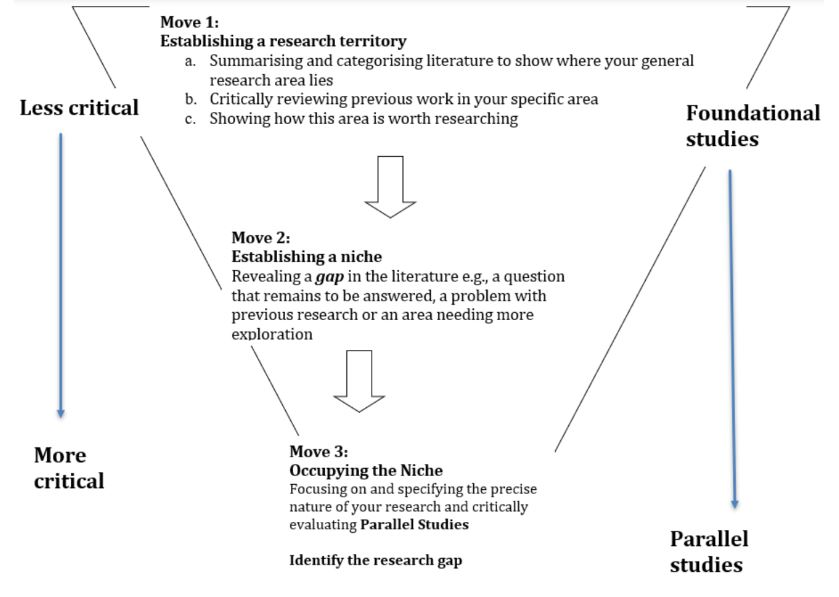 Move 1:
Establishing a research territory
a. Summarising and categorising literature to show where your general
research area lies
b. Critically reviewing previous work in your specific area
c. Showing how this area is worth researching
Less critical
Foundational
studies
Move 2:
Establishing a niche
Revealing a gap in the literature e.g., a question
that remains to be answered, a problem with
previous research or an area needing more
exploration
Move 3:
Occupying the Niche
Focusing on and specifying the precise
nature of your research and critically
evaluating Parallel Studies
Identify the research gap
More
critical
Parallel
studies